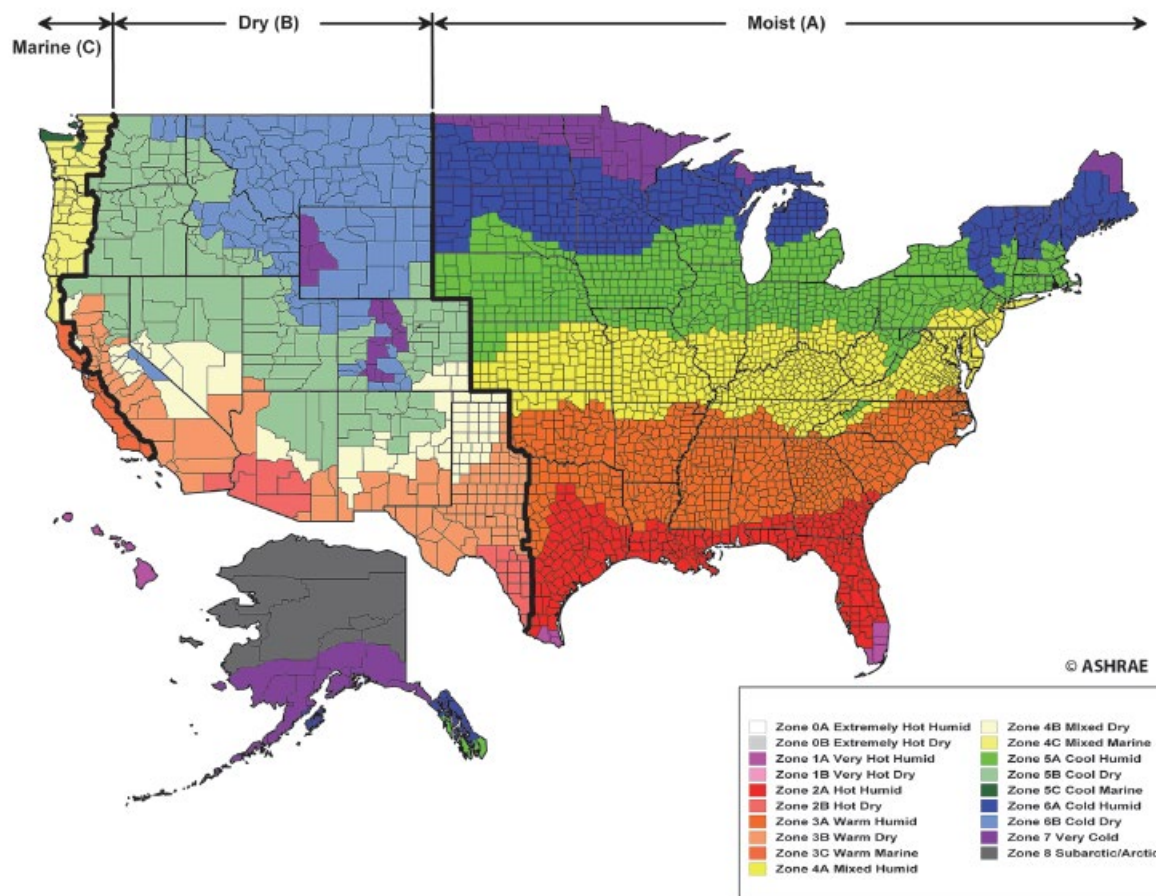 Dry (B)
Moist (A)
Marine (C)
© ASHRAE
Zone 0A Extremely Hot Humid
Zone 0B Extremely Hot Dry
Zone 1A Very Hot Humid
Zone 1B Very Hot Dry
Zone 2A Hot Humid
Zone 2B Hot Dry
Zone 3A Warm Humid
Zone 3B Warm Dry
Zone 3C Warm Marine
Zone 4A Mixed Humid
Zone 4B Mixed Dry
Zone 4C Mixed Marine
Zone 5A Cool Humid
Zone 5B Cool Dry
Zone 5C Cool Marine
Zone 6A Cold Humid
Zone 6B Cold Dry
Zone 7 Very Cold
Zone 8 Subarctic/Arctic